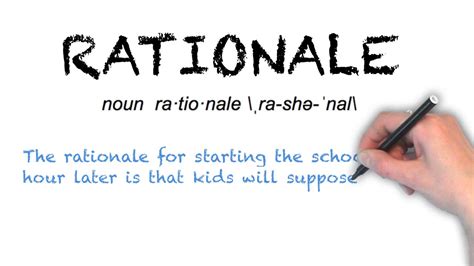 RATIONALE
noun ra·tio·nale \ˌra-shə-ˈnal\
The rationale for starting the schoo
hour later is that kids will suppose